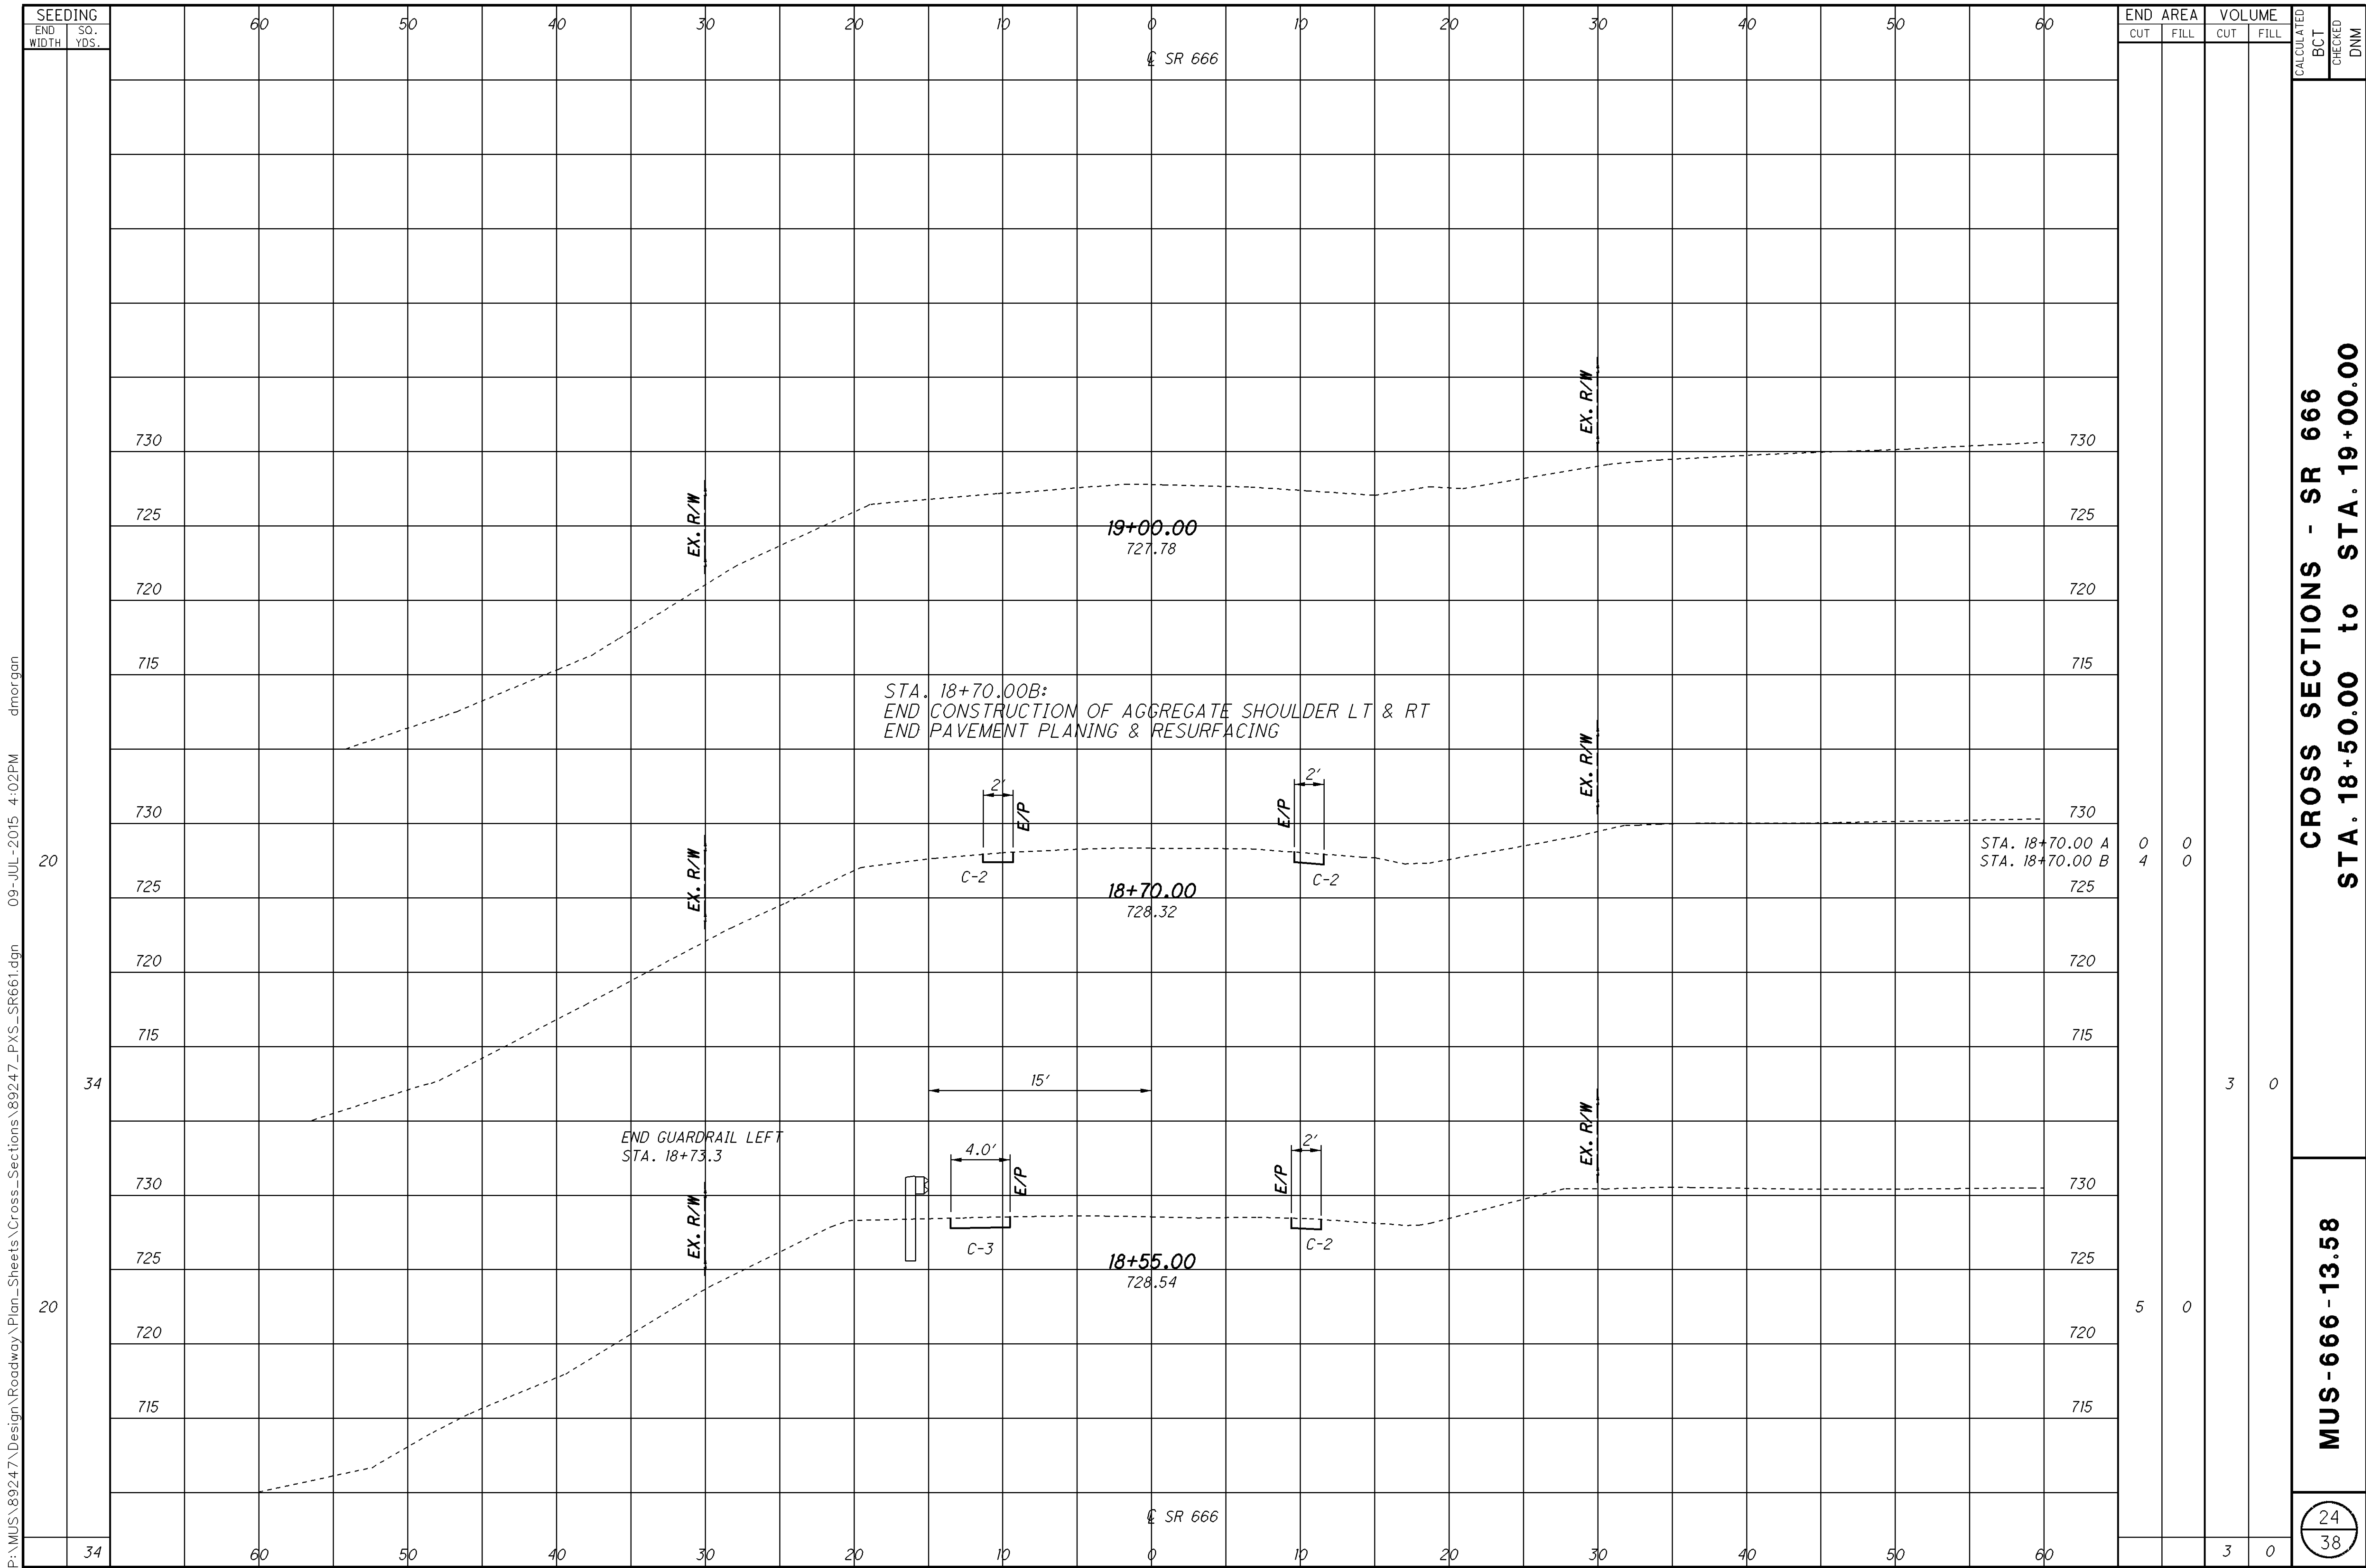 SEEDING
END WIDTH
SQ. YDS.
60 50 40 30 20 10 0 10 20 30 40 50 60
END AREA
VOLUME
CUT FILL CUT FILL
CALCULATED
BCT
CHECKED
DNM
℄ SR 666
EX. R/W
730 730
EX. R/W
725 725
19+00.00
727.78
720 720
715 715
STA. 18+70.00B:
END CONSTRUCTION OF AGGREGATE SHOULDER LT & RT
END PAVEMENT PLANING & RESURFACING
EX. R/W
2' 2'
E/P E/P
730 730
STA. 18+70.00 A 0 0
20
STA. 18+70.00 B 4 0
EX. R/W
C-2 C-2
725 725
18+70.00
728.32
720 720
715 715
34
15'
3 0
EX. R/W
END GUARDRAIL LEFT
STA. 18+73.3
4.0' 2'
E/P E/P
730 730
EX. R/W
C-3 C-2
725 725
18+55.00
728.54
20
5 0
720 720
715 715
℄ SR 666
34
60 50 40 30 20 10 0 10 20 30 40 50 60
3 0
CROSS SECTIONS - SR 666
STA. 18+50.00 to STA. 19+00.00
MUS-666-13.58
24
38
P:\MUS\89247\Design\Roadway\Plan_Sheets\Cross_Sections\89247_PXS_SR661.dgn 09-JUL-2015 4:02PM dmorgan